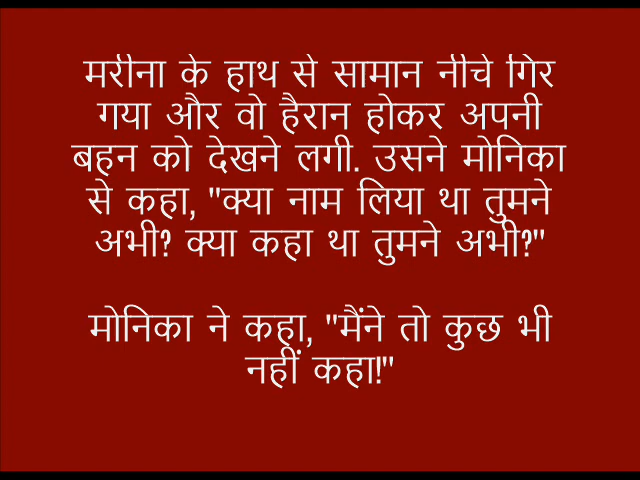 मरीना के हाथ से सामान नीचे गिर
गया और वो हैरान होकर अपनी
बहन को देखने लगी. उसने मोनिका
से कहा, "क्या नाम लिया था तुमने
अभी? क्या कहा था तुमने अभी?"
मोनिका ने कहा, "मैंने तो कुछ भी
नहीं कहा!"